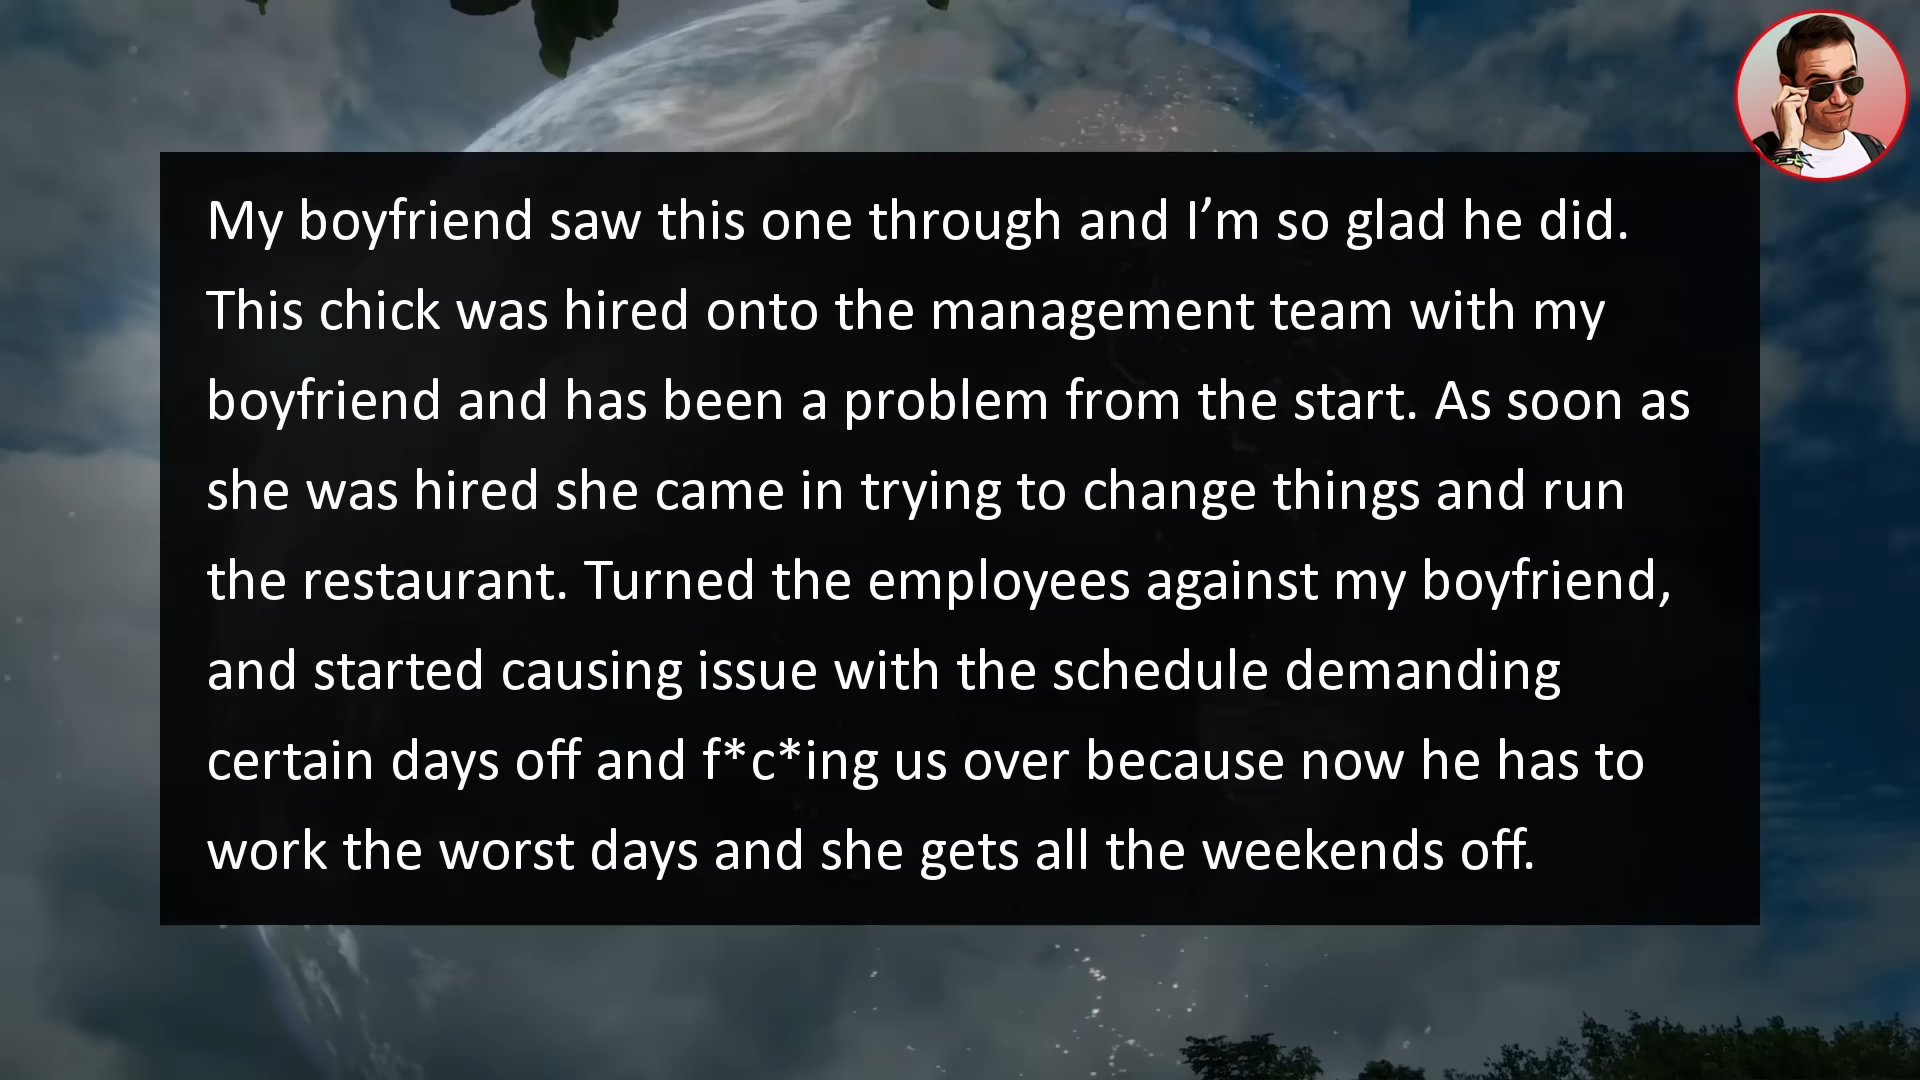 My boyfriend saw this one through and I’m so glad he did.
This chick was hired onto the management team with my
boyfriend and has been a problem from the start. As soon as
she was hired she came in trying to change things and run
the restaurant. Turned the employees against my boyfriend,
and started causing issue with the schedule demanding
certain days off and f*c*ing us over because now he has to
work the worst days and she gets all the weekends off.